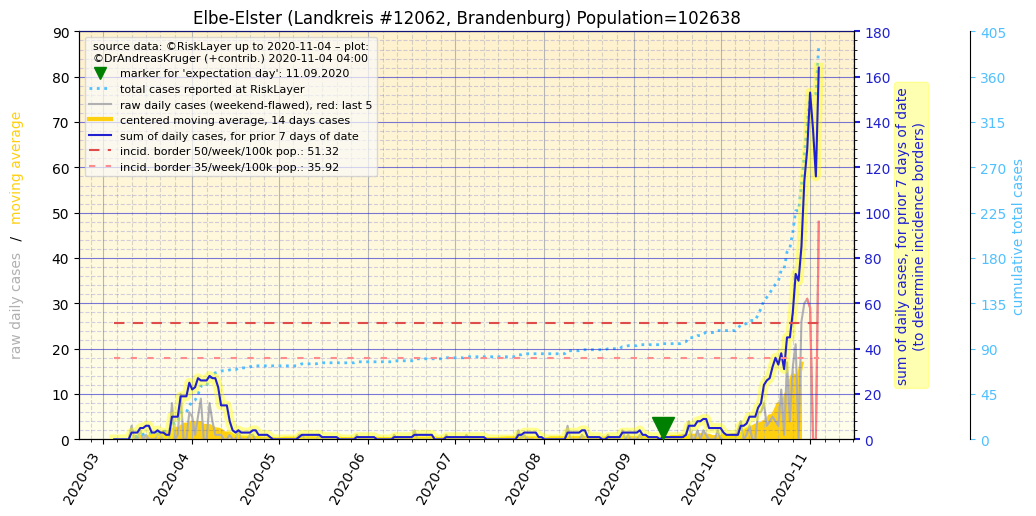 Elbe-Elster (Landkreis #12062, Brandenburg) Population=102638
source data: ©RiskLayer up to 2020-11-04 – plot:
©DrAndreasKruger (+contrib.) 2020-11-04 04:00
marker for 'expectation day': 11.09.2020
total cases reported at RiskLayer
raw daily cases (weekend-flawed), red: last 5
centered moving average, 14 days cases
sum of daily cases, for prior 7 days of date
incid. border 50/week/100k pop.: 51.32
incid. border 35/week/100k pop.: 35.92
raw daily cases / moving average
90
80
70
60
50
40
30
20
10
0
2020-03
2020-04
2020-05
2020-06
2020-07
2020-08
2020-09
2020-10
2020-11
180
160
140
120
100
80
60
40
20
0
sum of daily cases, for prior 7 days of date
(to determine incidence borders)
405
360
315
270
225
180
135
90
45
0
cumulative total cases